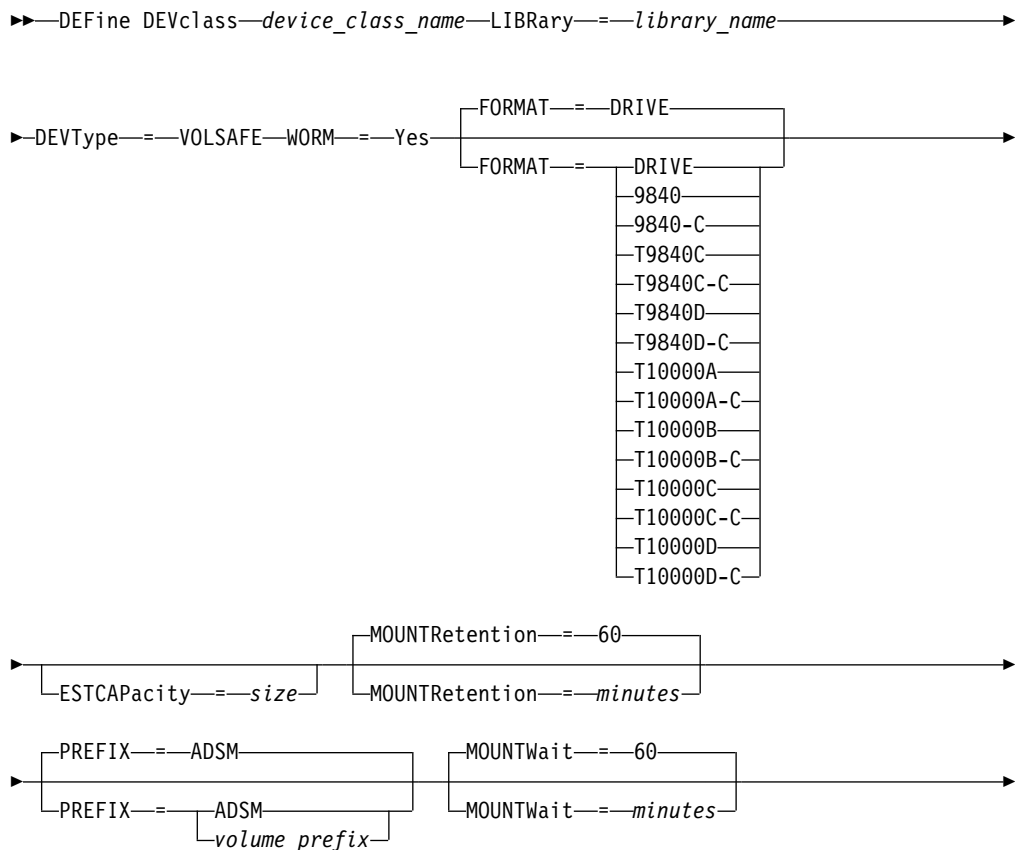 DEFine DEVclass device_class_name LIBRary = library_name
FORMAT = DRIVE
DEVType = VOLSAFE WORM = Yes
FORMAT = DRIVE
9840
9840-C
T9840C
T9840C-C
T9840D
T9840D-C
T10000A
T10000A-C
T10000B
T10000B-C
T10000C
T10000C-C
T10000D
T10000D-C
MOUNTRetention = 60
ESTCAPacity = size
MOUNTRetention = minutes
PREFIX = ADSM
MOUNTWait = 60
PREFIX = ADSM
MOUNTWait = minutes
volume prefix